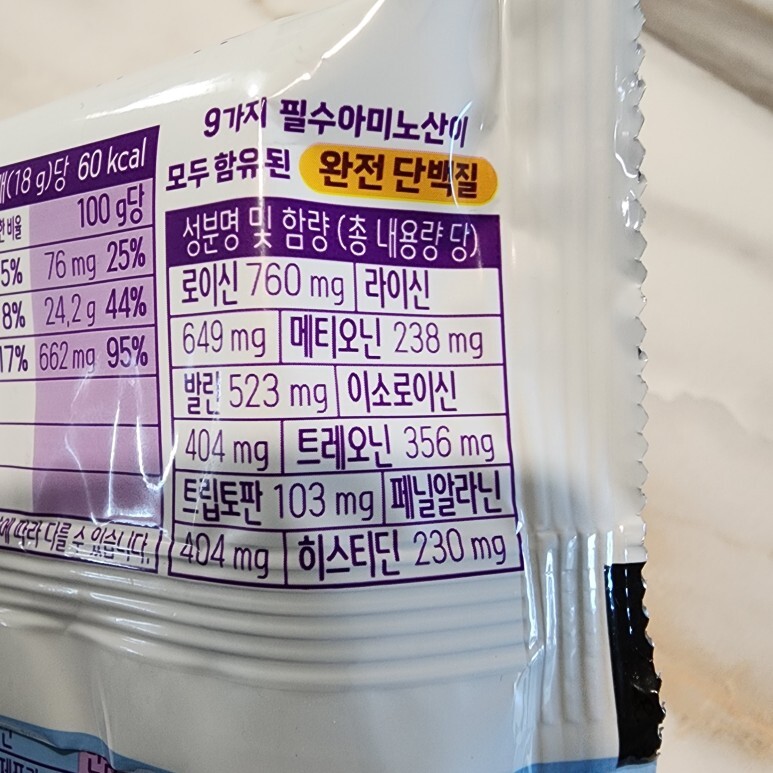 9가지 필수아미노산이
모두 함유된 완전 단백질
(18 g)당 60 kcal
비율 100 g당
5% 76 mg 25%
8% 24.2 g 44%
17% 662 mg 95%
에 따라 다를 수 있습니다.
성분명 및 함량 (총 내용량 당)
로이신 760 mg 라이신
649 mg 메티오닌 238 mg
발린 523 mg 이소로이신
404 mg 트레오닌 356 mg
트립토판 103 mg 페닐알라닌
404 mg 히스티딘 230 mg